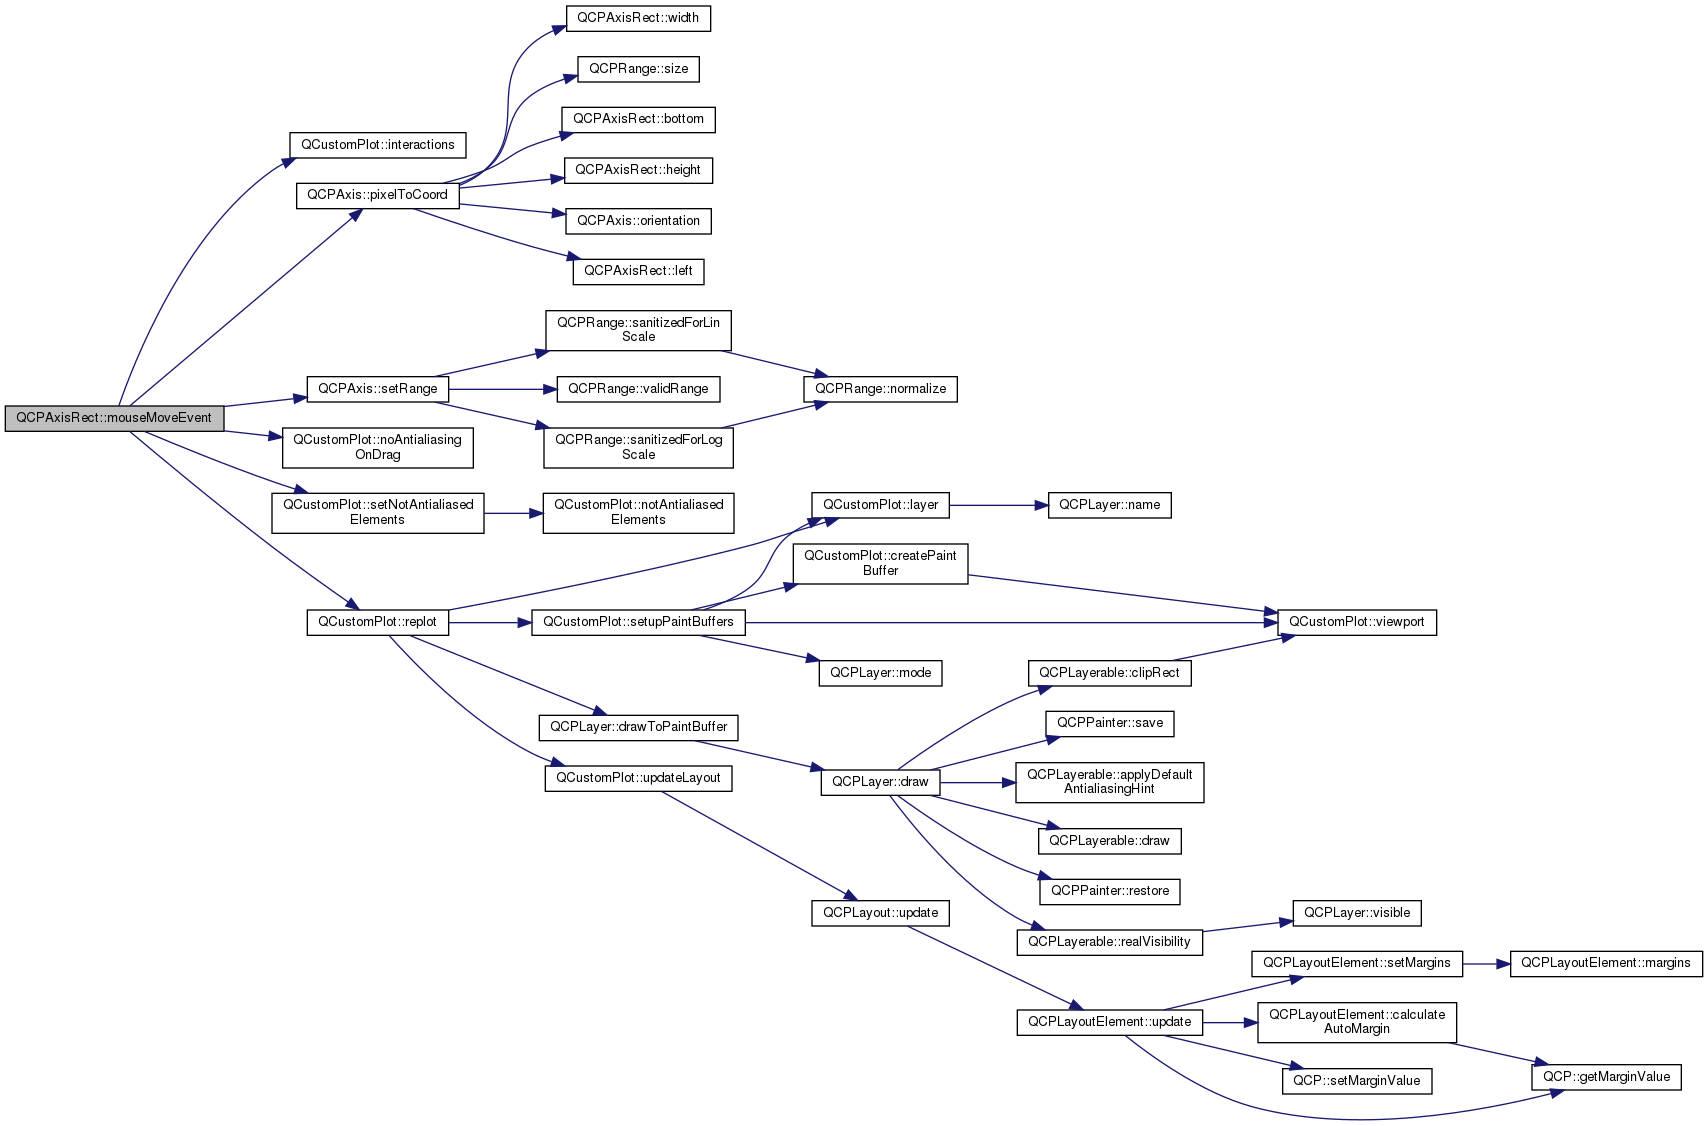 QCPAxisRect::width
QCPRange::size
QCPAxisRect::bottom
QCustomPlot::interactions
QCPAxisRect::height
QCPAxis::pixelToCoord
QCPAxis::orientation
QCPAxisRect::left
QCPRange::sanitizedForLin
Scale
QCPAxis::setRange
QCPRange::validRange
QCPRange::normalize
QCPAxisRect::mouseMoveEvent
QCustomPlot::noAntialiasing
OnDrag
QCPRange::sanitizedForLog
Scale
QCustomPlot::setNotAntialiased
Elements
QCustomPlot::notAntialiased
Elements
QCustomPlot::layer
QCPLayer::name
QCustomPlot::createPaint
Buffer
QCustomPlot::replot
QCustomPlot::setupPaintBuffers
QCustomPlot::viewport
QCPLayer::mode
QCPLayerable::clipRect
QCPLayer::drawToPaintBuffer
QCPPainter::save
QCustomPlot::updateLayout
QCPLayer::draw
QCPLayerable::applyDefault
AntialiasingHint
QCPLayerable::draw
QCPPainter::restore
QCPLayout::update
QCPLayerable::realVisibility
QCPLayer::visible
QCPLayoutElement::setMargins
QCPLayoutElement::margins
QCPLayoutElement::update
QCPLayoutElement::calculate
AutoMargin
QCP::setMarginValue
QCP::getMarginValue